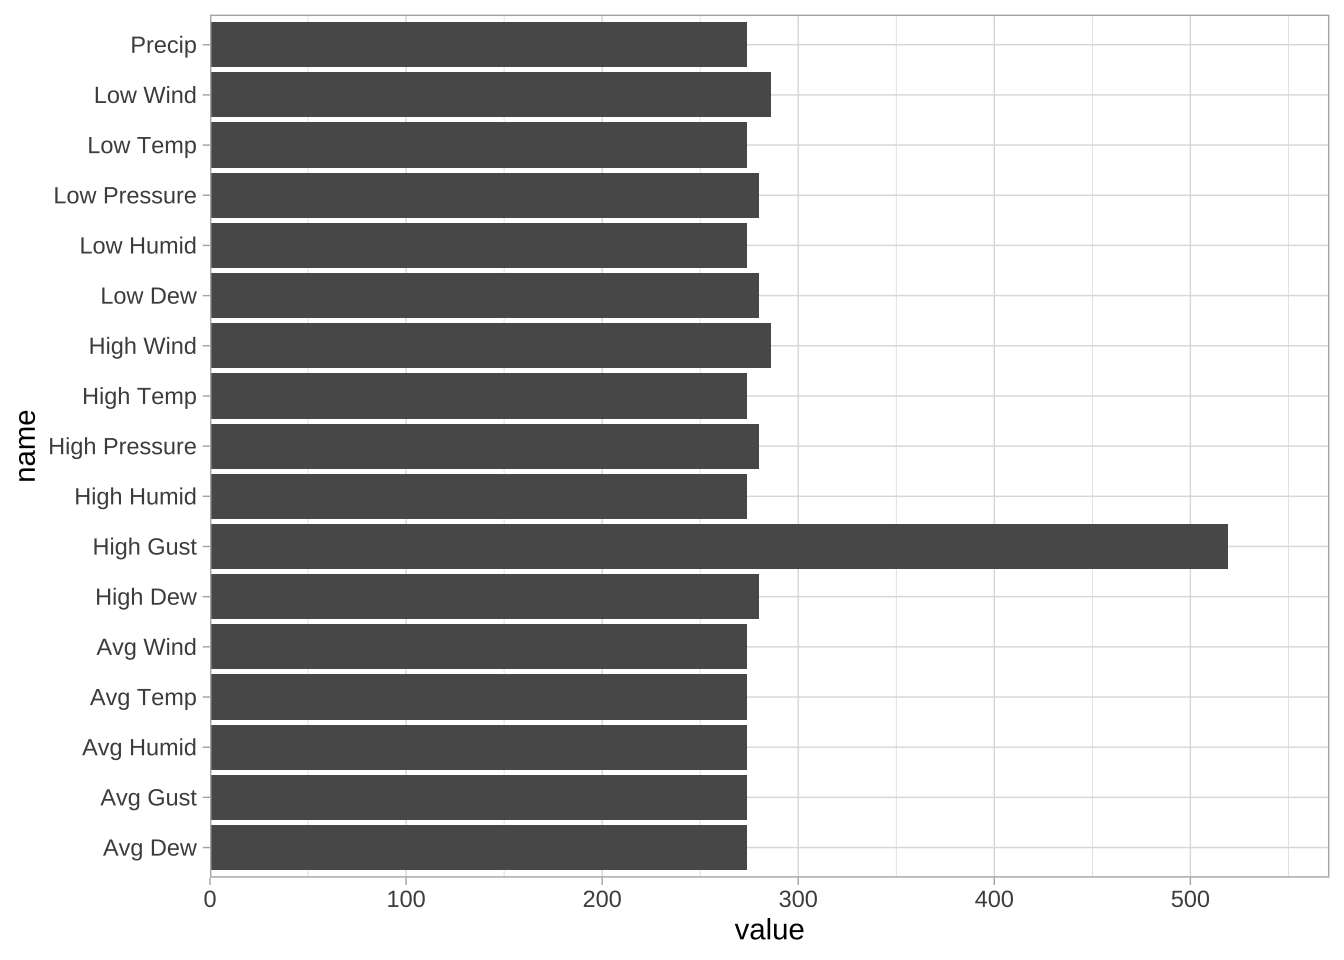 Precip
Low Wind
Low Temp
Low Pressure
Low Humid
Low Dew
High Wind
High Temp
High Pressure
High Humid
High Gust
High Dew
Avg Wind
Avg Temp
Avg Humid
Avg Gust
Avg Dew
name
0 100 200 300 400 500
value